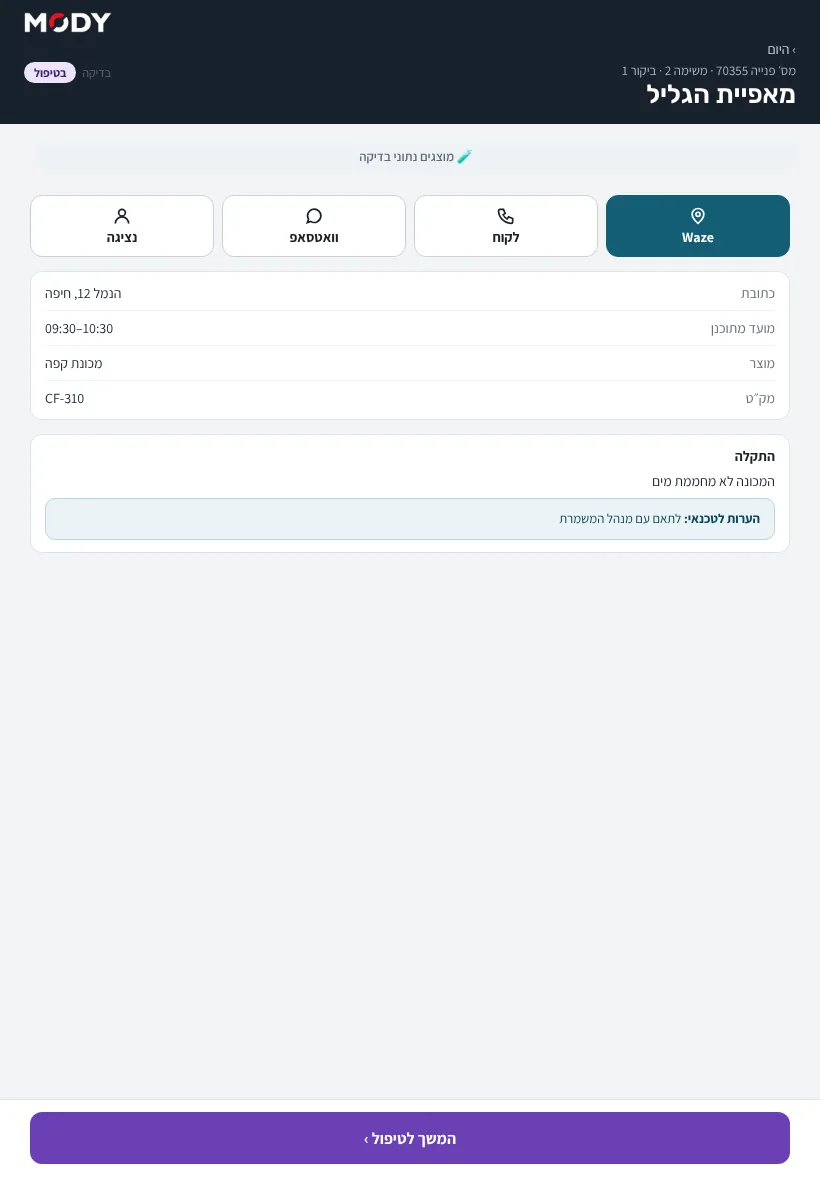 MODY
› היום
מס׳ פנייה 70355 · משימה 2 · ביקור 1
בדיקה
בטיפול
מאפיית הגליל
🧪 מוצגים נתוני בדיקה
Waze
לקוח
וואטסאפ
נציגה
כתובת
הנמל 12, חיפה
מועד מתוכנן
09:30–10:30
מוצר
מכונת קפה
מק״ט
CF-310
התקלה
המכונה לא מחממת מים
הערות לטכנאי: לתאם עם מנהל המשמרת
המשך לטיפול ›